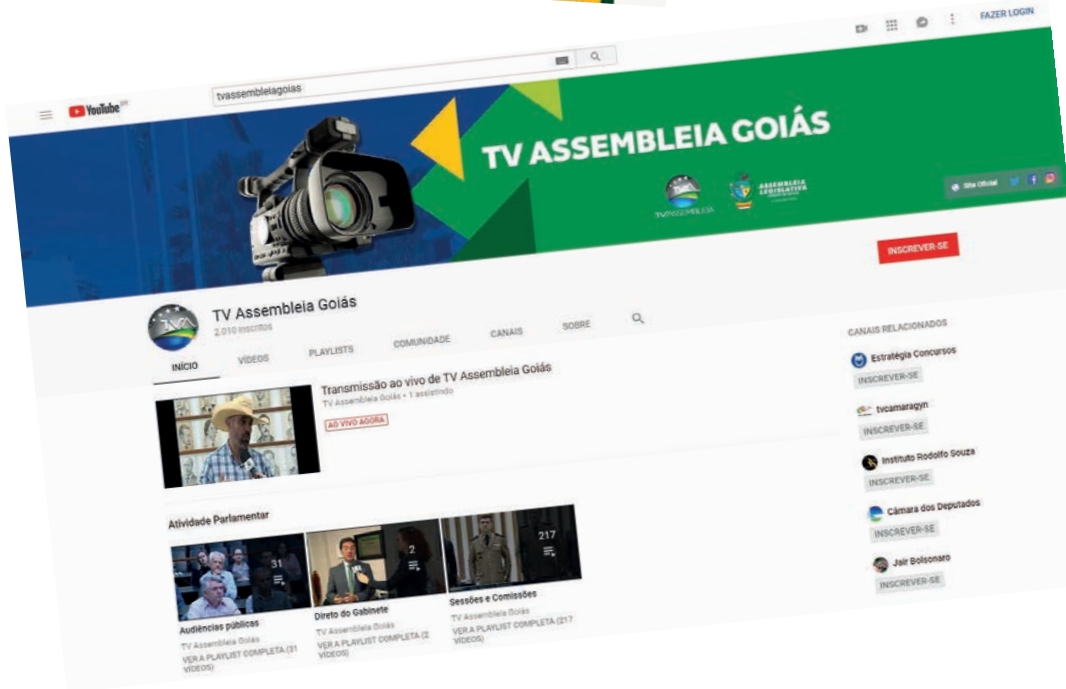 YouTube BR
tvassembleiagoias
FAZER LOGIN
TV ASSEMBLEIA GOIÁS
TVASSEMBLEIA
ASSEMBLEIA
LEGISLATIVA
Site Oficial
INSCREVER-SE
TV Assembleia Goiás
2.010 inscritos
INÍCIO
VÍDEOS
PLAYLISTS
COMUNIDADE
CANAIS
SOBRE
Transmissão ao vivo de TV Assembleia Goiás
TV Assembleia Goiás • 1 assistindo
AO VIVO AGORA
CANAIS RELACIONADOS
Estratégia Concursos
INSCREVER-SE
tvcamaragyn
INSCREVER-SE
Instituto Rodolfo Souza
INSCREVER-SE
Câmara dos Deputados
INSCREVER-SE
Jair Bolsonaro
INSCREVER-SE
Atividade Parlamentar
31
Audiências públicas
TV Assembleia Goiás
VER A PLAYLIST COMPLETA (31
VÍDEOS)
2
Direto do Gabinete
TV Assembleia Goiás
VER A PLAYLIST COMPLETA (2
VÍDEOS)
217
Sessões e Comissões
TV Assembleia Goiás
VER A PLAYLIST COMPLETA (217
VÍDEOS)